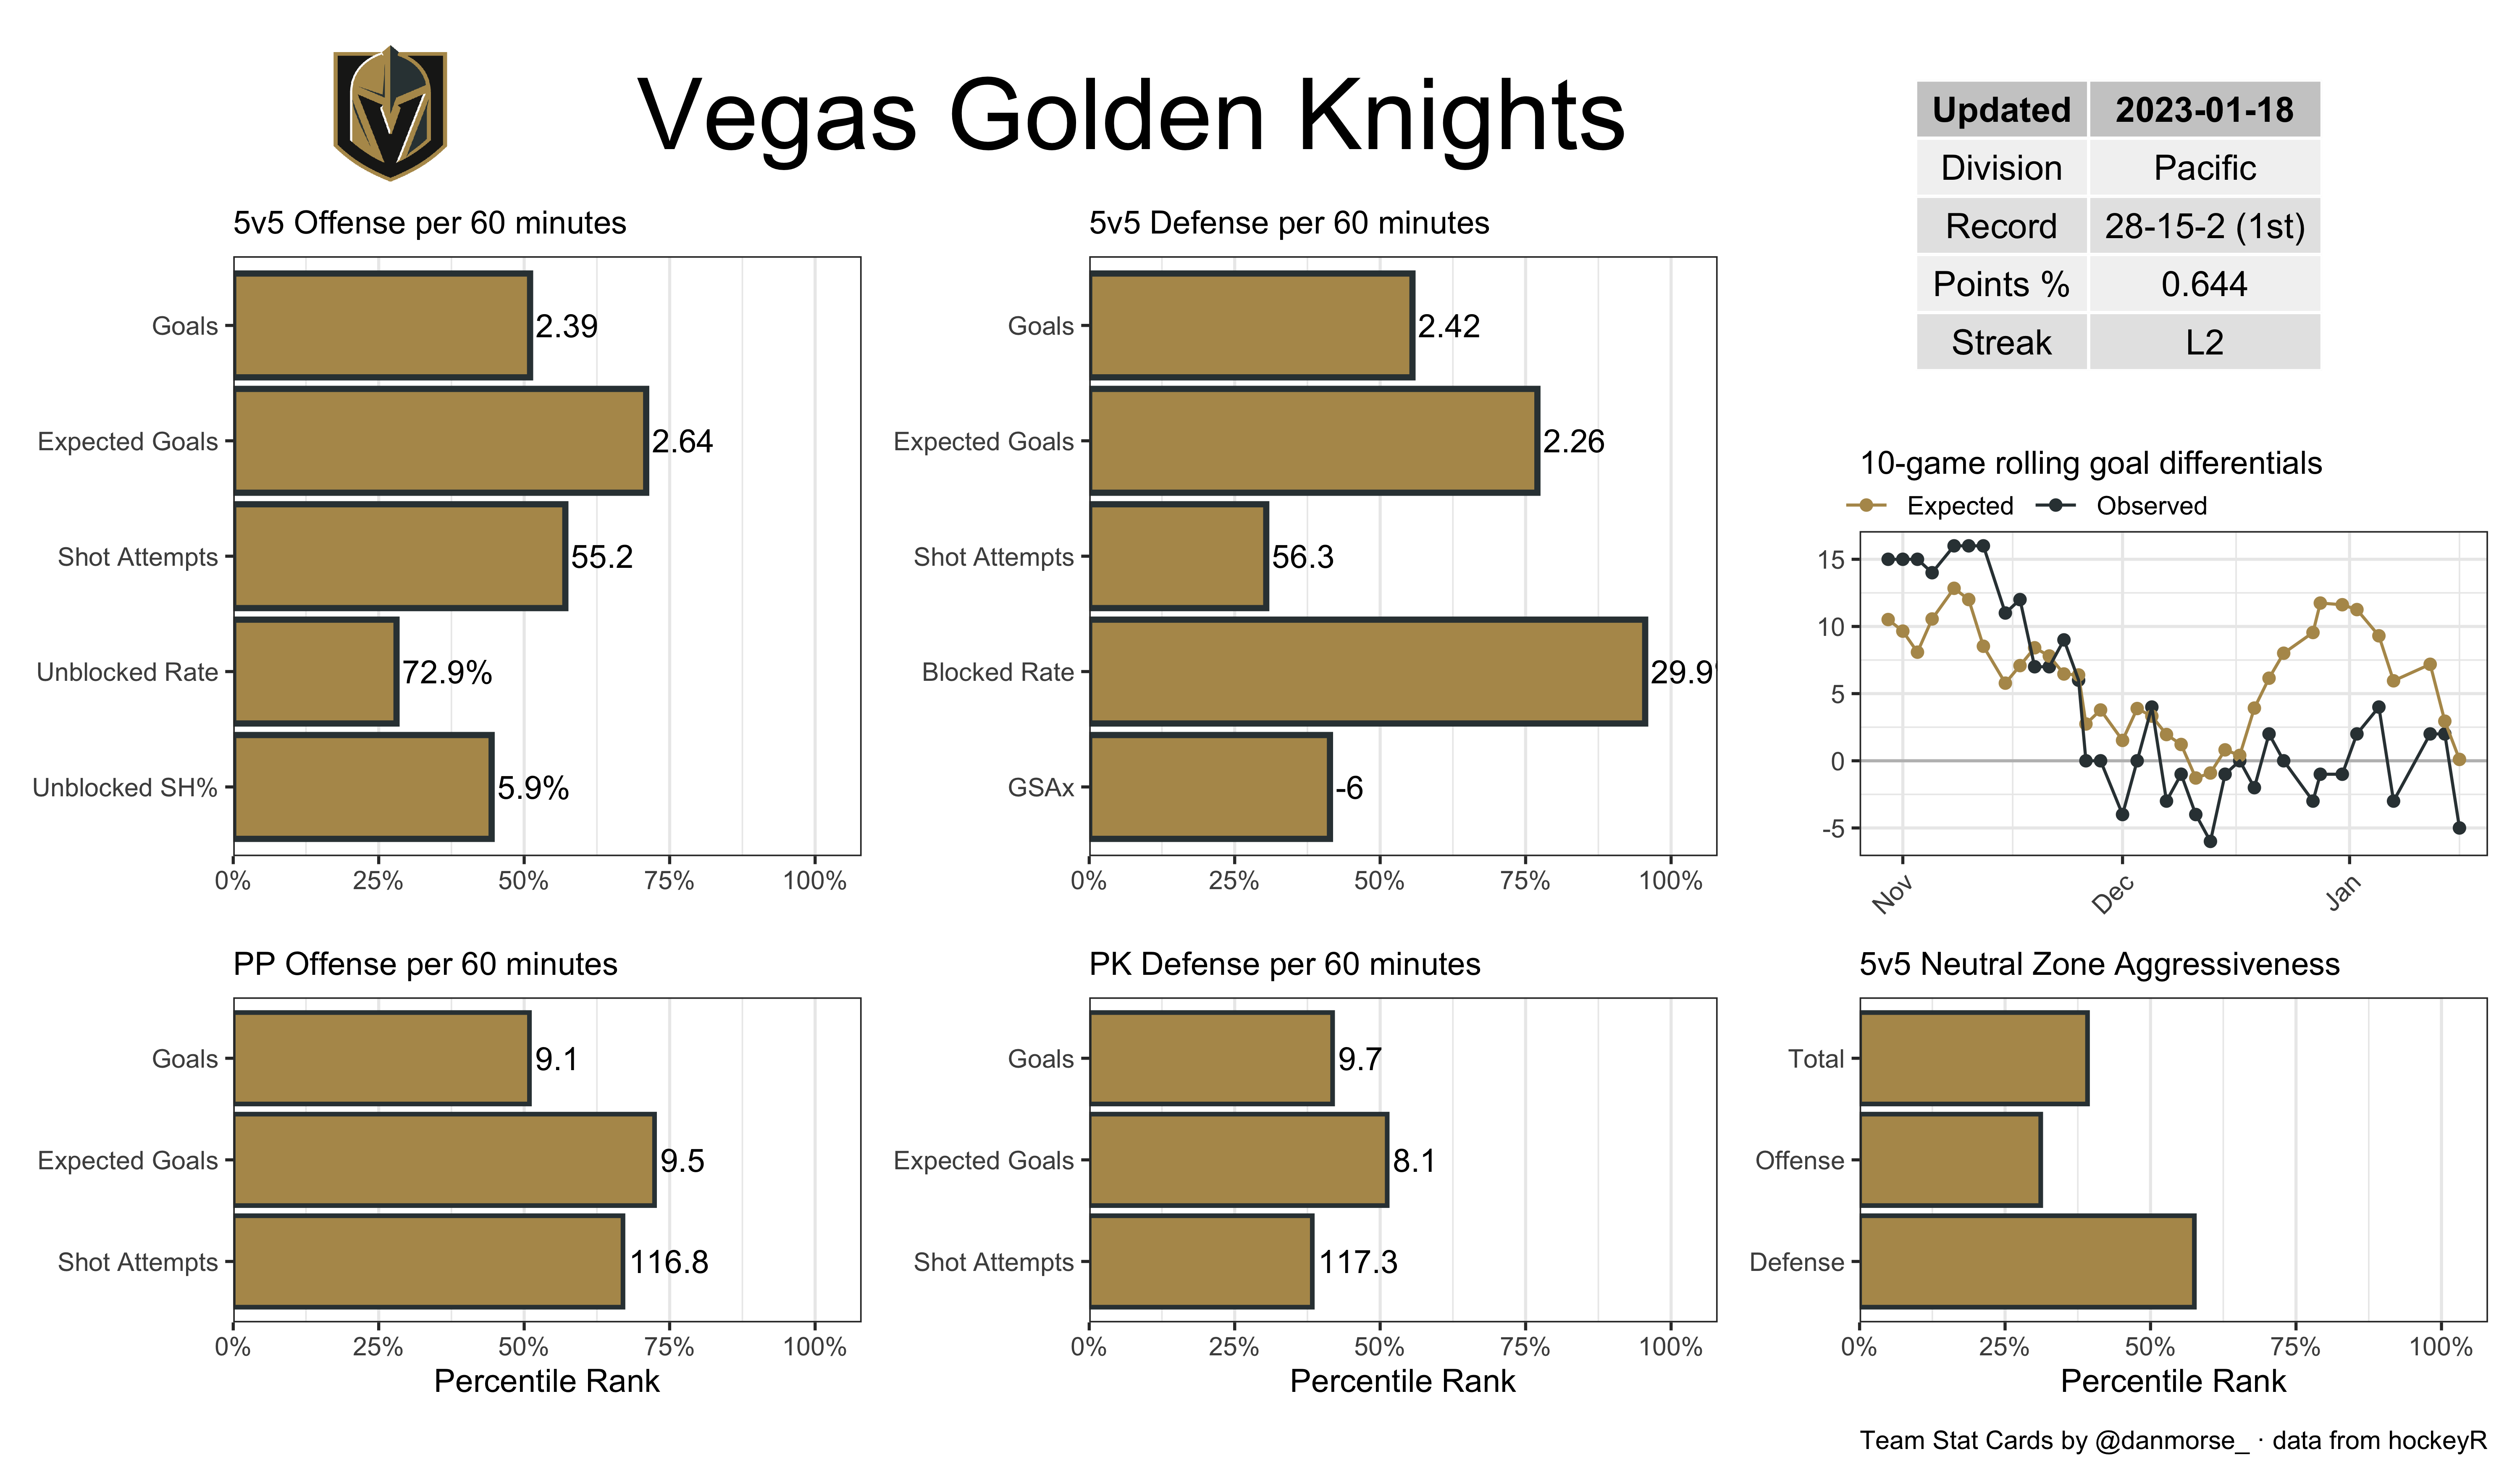 Vegas Golden Knights
Updated 2023-01-18
Division Pacific
Record 28-15-2 (1st)
Points % 0.644
Streak L2
5v5 Offense per 60 minutes
Goals 2.39
Expected Goals 2.64
Shot Attempts 55.2
Unblocked Rate 72.9%
Unblocked SH% 5.9%
0% 25% 50% 75% 100%
5v5 Defense per 60 minutes
Goals 2.42
Expected Goals 2.26
Shot Attempts 56.3
Blocked Rate 29.9
GSAx -6
0% 25% 50% 75% 100%
10-game rolling goal differentials
Expected Observed
15
10
5
0
-5
Nov Dec Jan
PP Offense per 60 minutes
Goals 9.1
Expected Goals 9.5
Shot Attempts 116.8
0% 25% 50% 75% 100%
Percentile Rank
PK Defense per 60 minutes
Goals 9.7
Expected Goals 8.1
Shot Attempts 117.3
0% 25% 50% 75% 100%
Percentile Rank
5v5 Neutral Zone Aggressiveness
Total
Offense
Defense
0% 25% 50% 75% 100%
Percentile Rank
Team Stat Cards by @danmorse_ · data from hockeyR